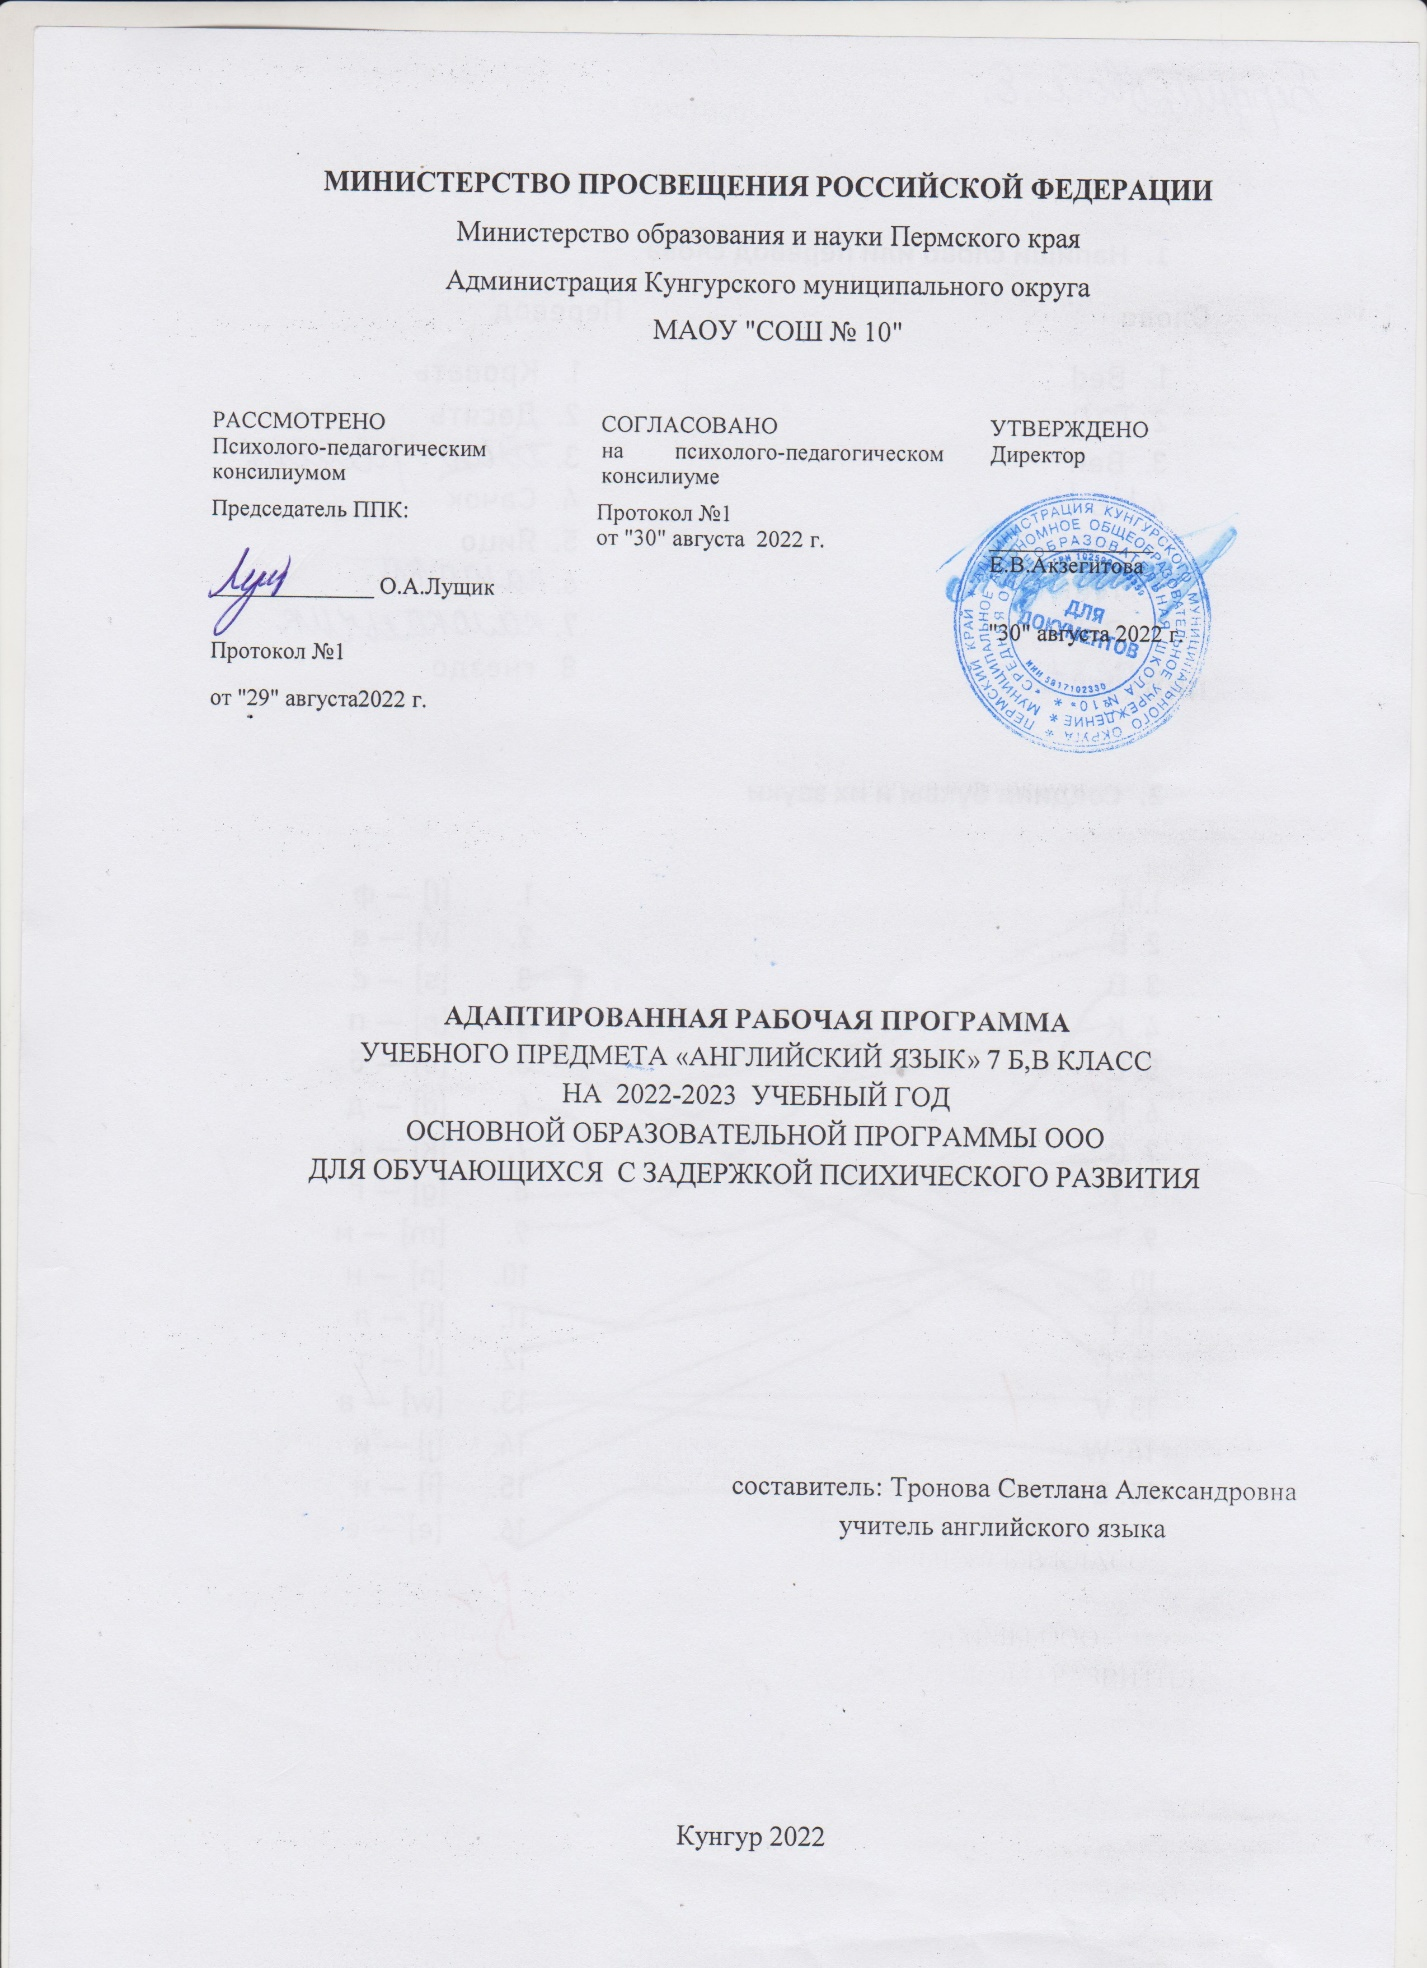 МИНИСТЕРСТВО ПРОСВЕЩЕНИЯ РОССИЙСКОЙ ФЕДЕРАЦИИ
Министерство образования и науки Пермского края
Администрация Кунгурского муниципального округа
МАОУ "СОШ № 10"
РАССМОТРЕНО
Психолого-педагогическим
консилиумом
Председатель ППК:
О.А.Лущик
Протокол №1
от "29" августа2022 г.
СОГЛАСОВАНО
на психолого-педагогическом
консилиуме
Протокол №1
от "30" августа 2022 г.
УТВЕРЖДЕНО
Директор
Е.В.Акзегитова
"30" августа 2022 г.
ДЛЯ
ДОКУМЕНТОВ
ИНН 5917102330
АДАПТИРОВАННАЯ РАБОЧАЯ ПРОГРАММА
УЧЕБНОГО ПРЕДМЕТА «АНГЛИЙСКИЙ ЯЗЫК» 7 Б,В КЛАСС
НА 2022-2023 УЧЕБНЫЙ ГОД
ОСНОВНОЙ ОБРАЗОВАТЕЛЬНОЙ ПРОГРАММЫ ООО
ДЛЯ ОБУЧАЮЩИХСЯ С ЗАДЕРЖКОЙ ПСИХИЧЕСКОГО РАЗВИТИЯ
составитель: Тронова Светлана Александровна
учитель английского языка
Кунгур 2022